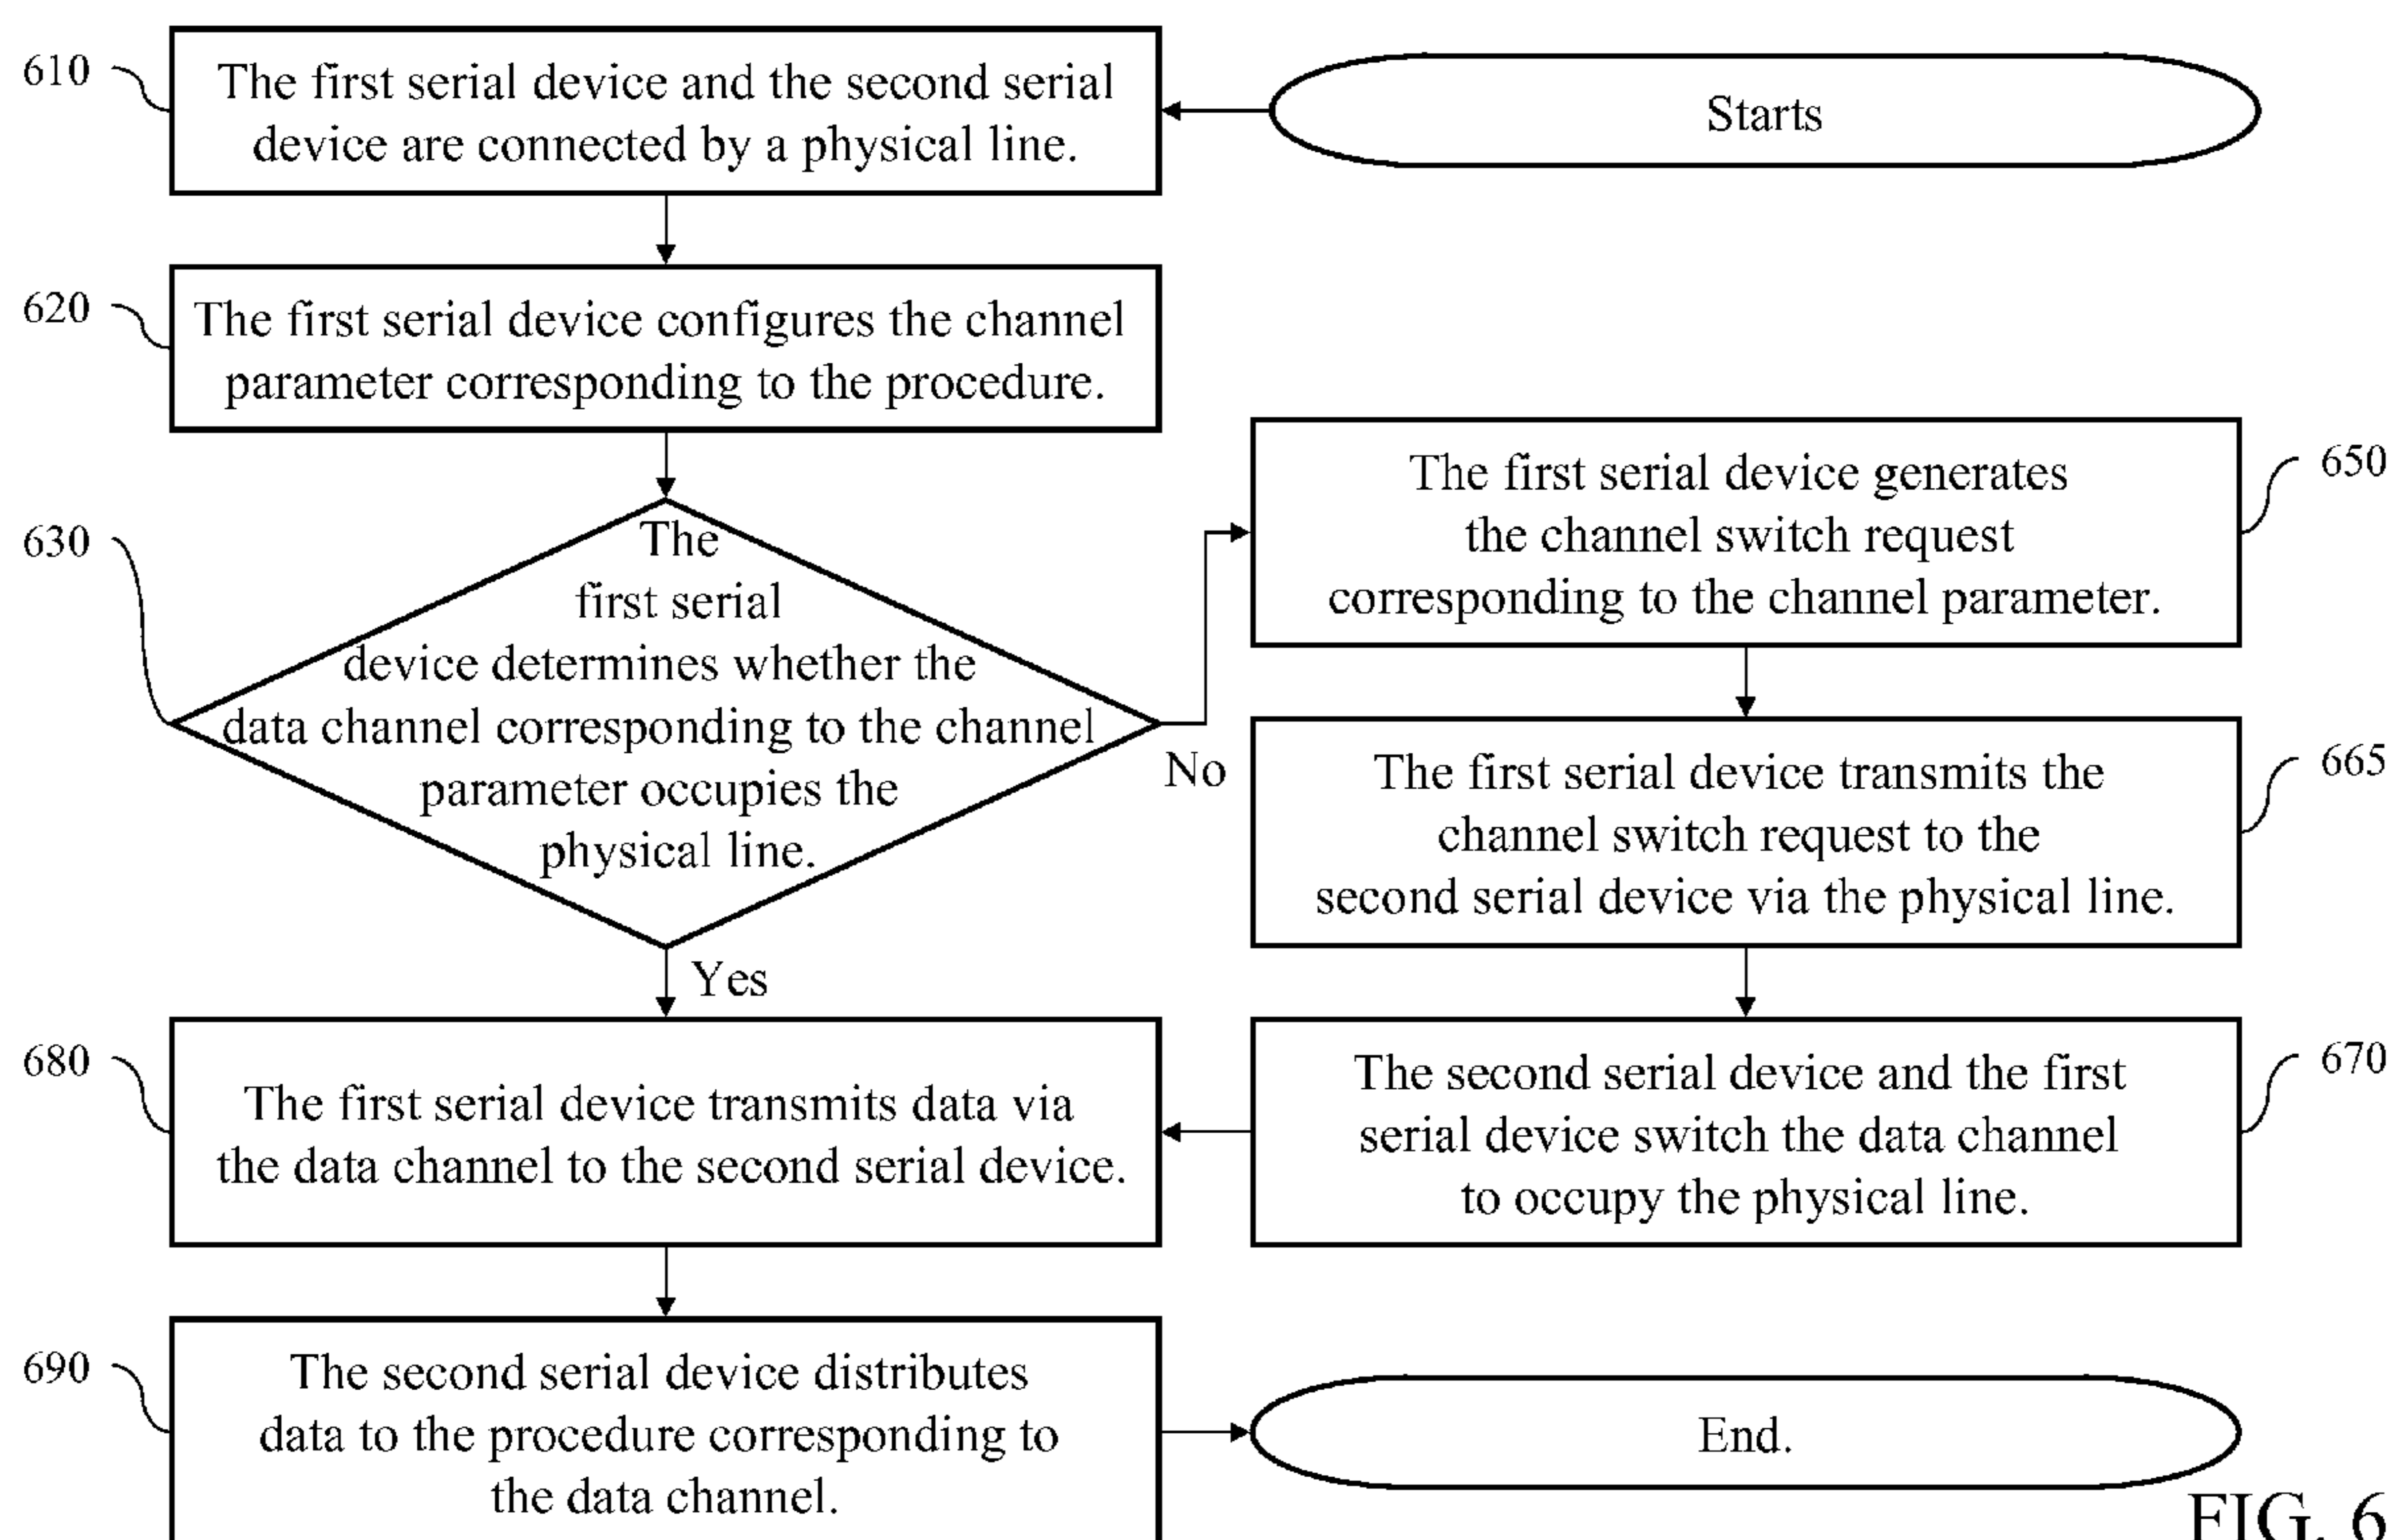 610
The first serial device and the second serial
device are connected by a physical line.
Starts
620
The first serial device configures the channel
parameter corresponding to the procedure.
630
The
first serial
device determines whether the
data channel corresponding to the channel
parameter occupies the
physical line.
No
Yes
650
The first serial device generates
the channel switch request
corresponding to the channel parameter.
665
The first serial device transmits the
channel switch request to the
second serial device via the physical line.
670
The second serial device and the first
serial device switch the data channel
to occupy the physical line.
680
The first serial device transmits data via
the data channel to the second serial device.
690
The second serial device distributes
data to the procedure corresponding to
the data channel.
End.
FIG. 6